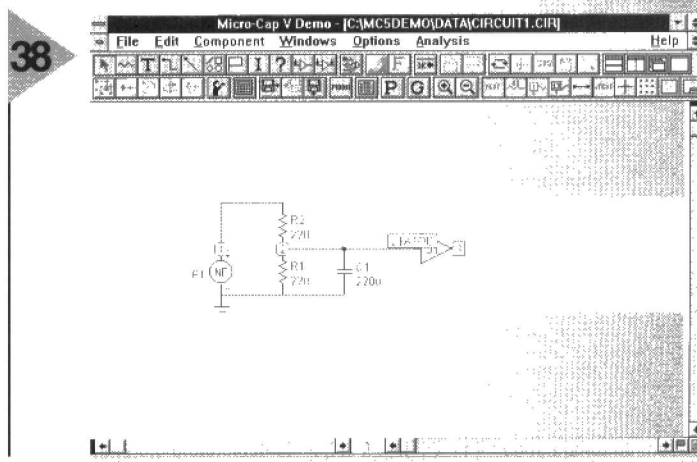 38
Micro-Cap V Demo - [C:\MC5DEMO\DATA\CIRCUIT1.CIR]
File Edit Component Windows Options Analysis Help
T I ?
P G
R2
220
R1
220
C1
220u